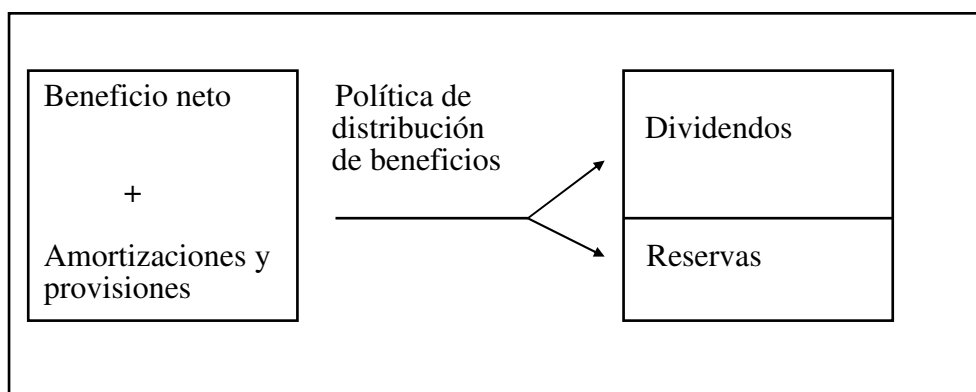 Beneficio neto
+
Amortizaciones y
provisiones
Política de
distribución
de beneficios
Dividendos
Reservas